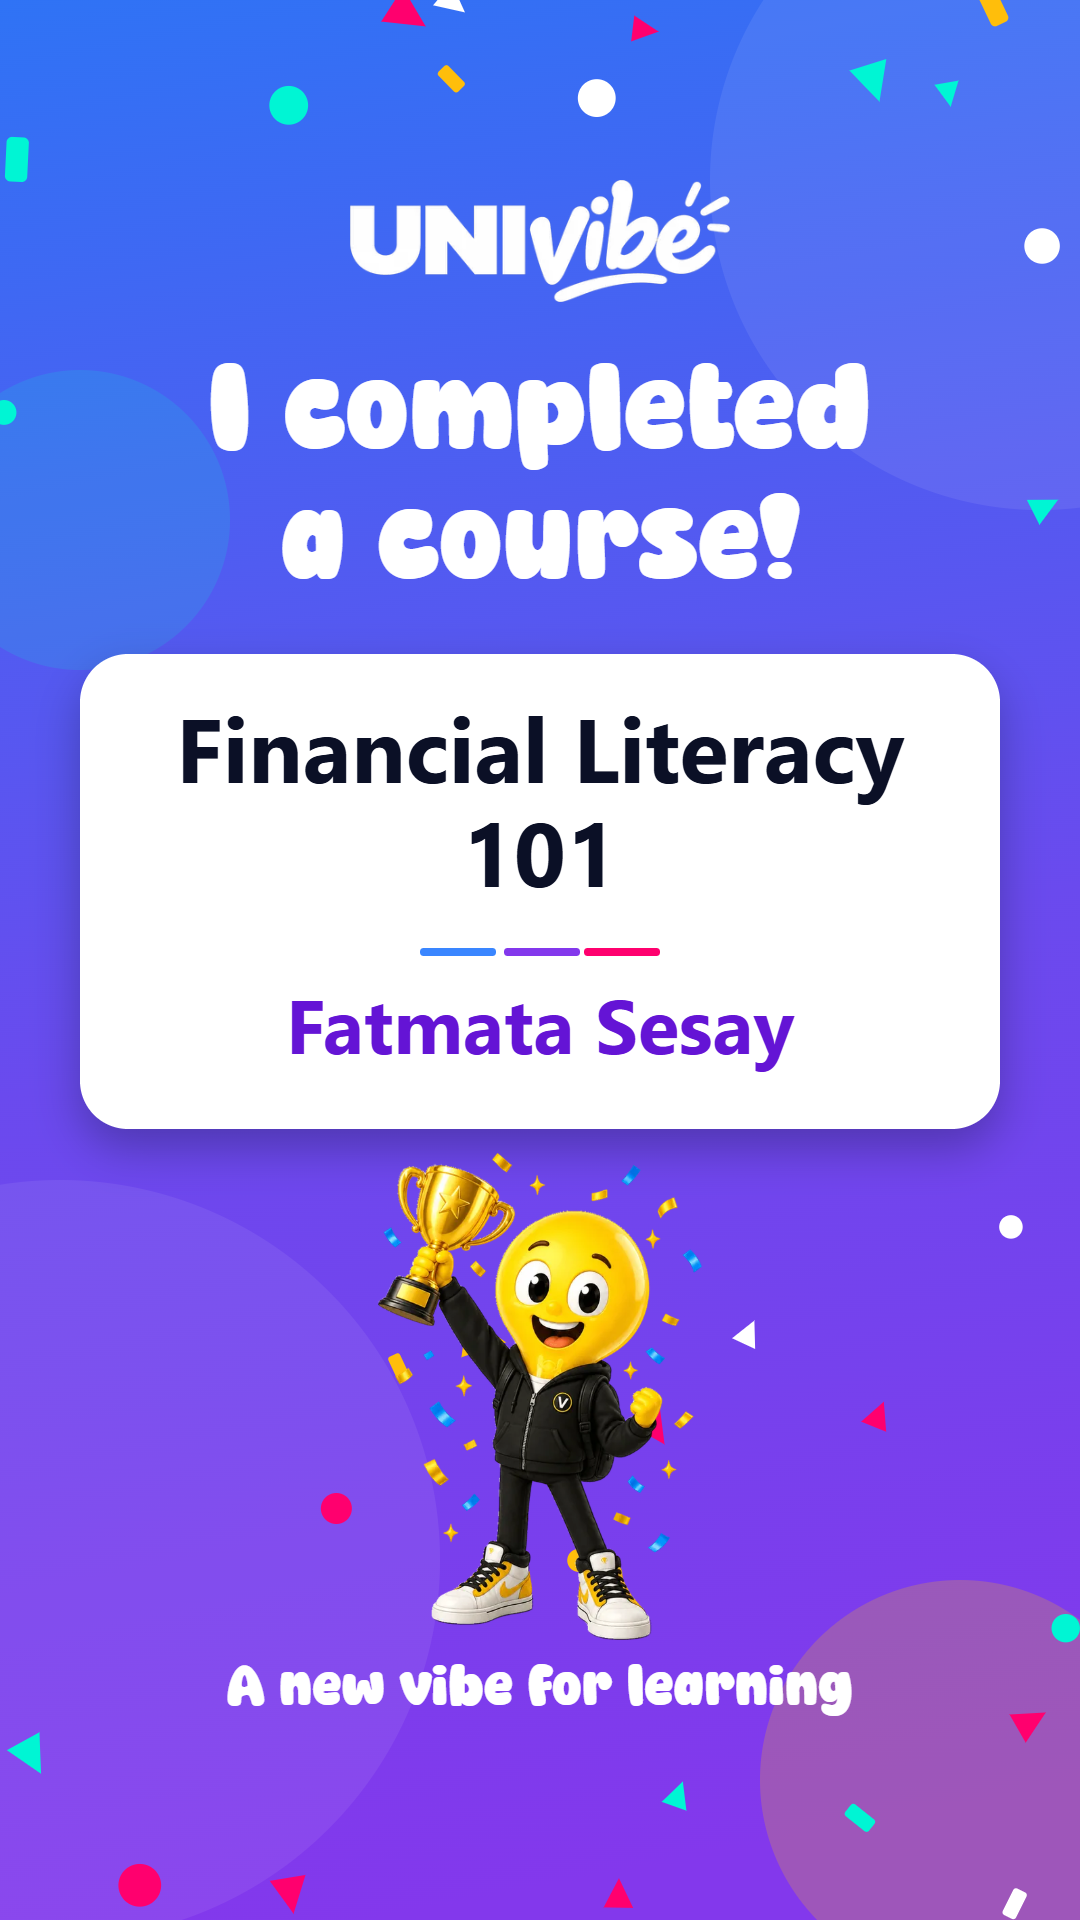 UNIvibe
I completed
a course!
Financial Literacy
101
Fatmata Sesay
V
A new vibe for learning